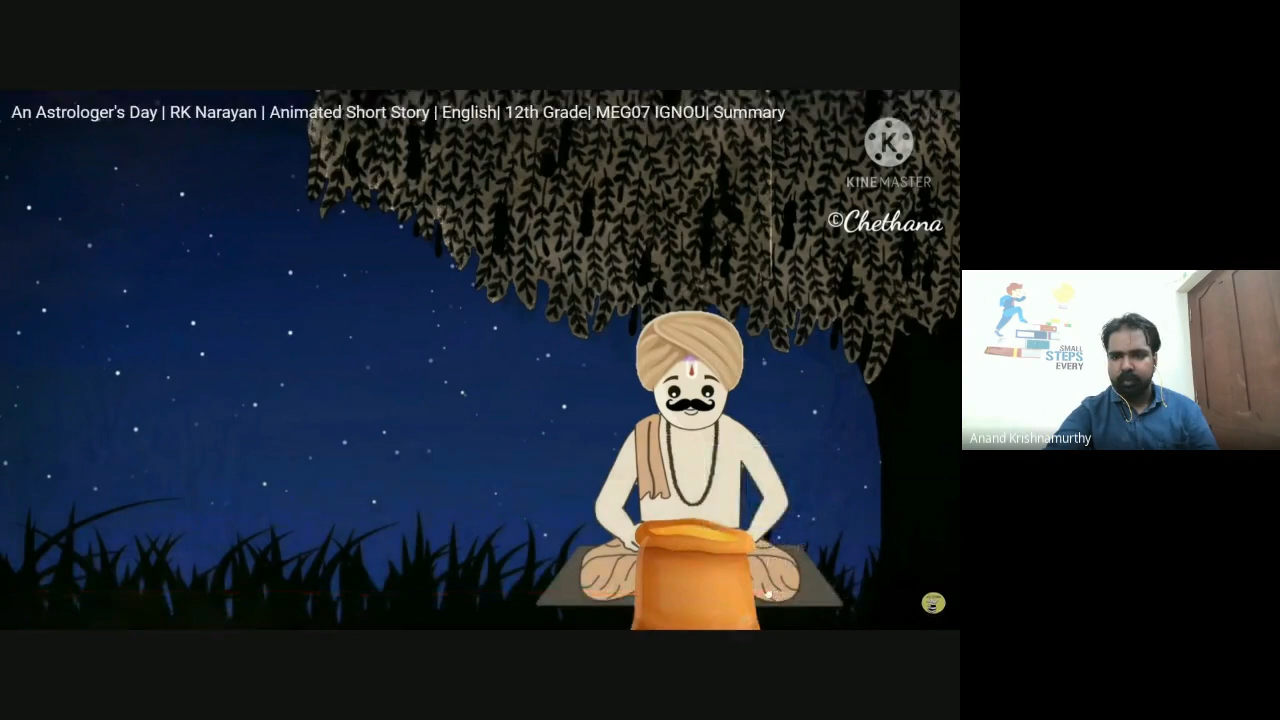 An Astrologer's Day | RK Narayan | Animated Short Story | English| 12th Grade| MEG07 IGNOU| Summary
K
KINEMASTER
©Chethana
SMALL
STEPS
EVERY
Anand Krishnamurthy